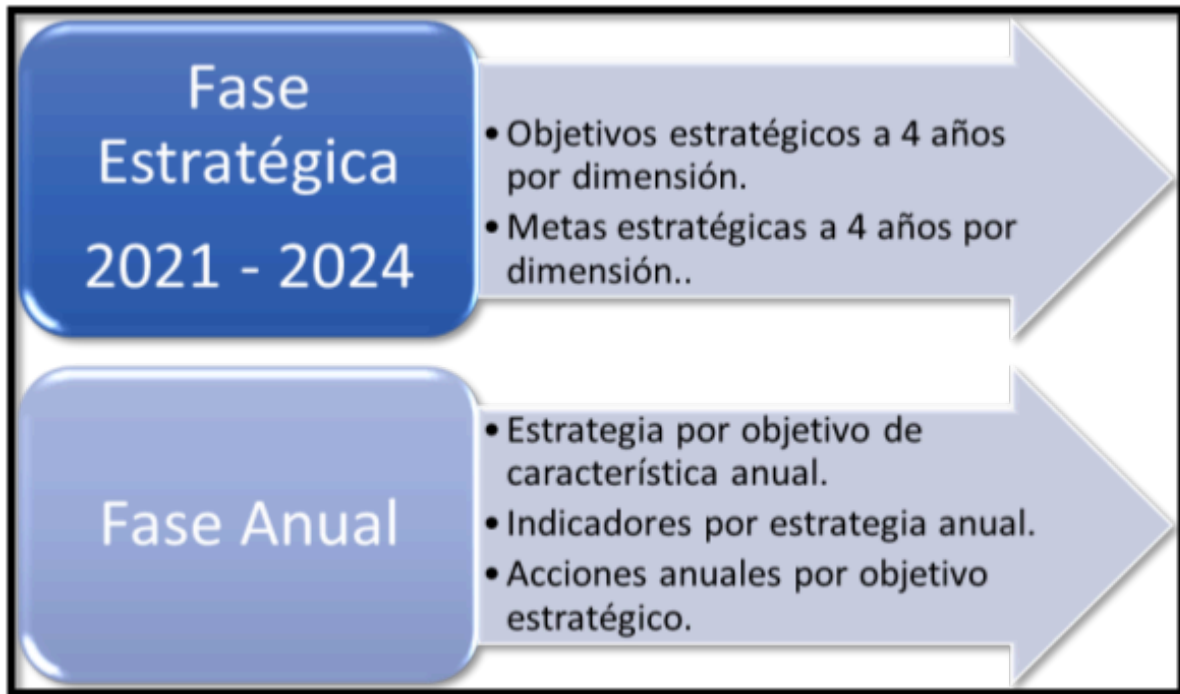 Fase
Estratégica
2021 - 2024
• Objetivos estratégicos a 4 años
por dimensión.
• Metas estratégicas a 4 años por
dimensión..
Fase Anual
• Estrategia por objetivo de
característica anual.
• Indicadores por estrategia anual.
• Acciones anuales por objetivo
estratégico.